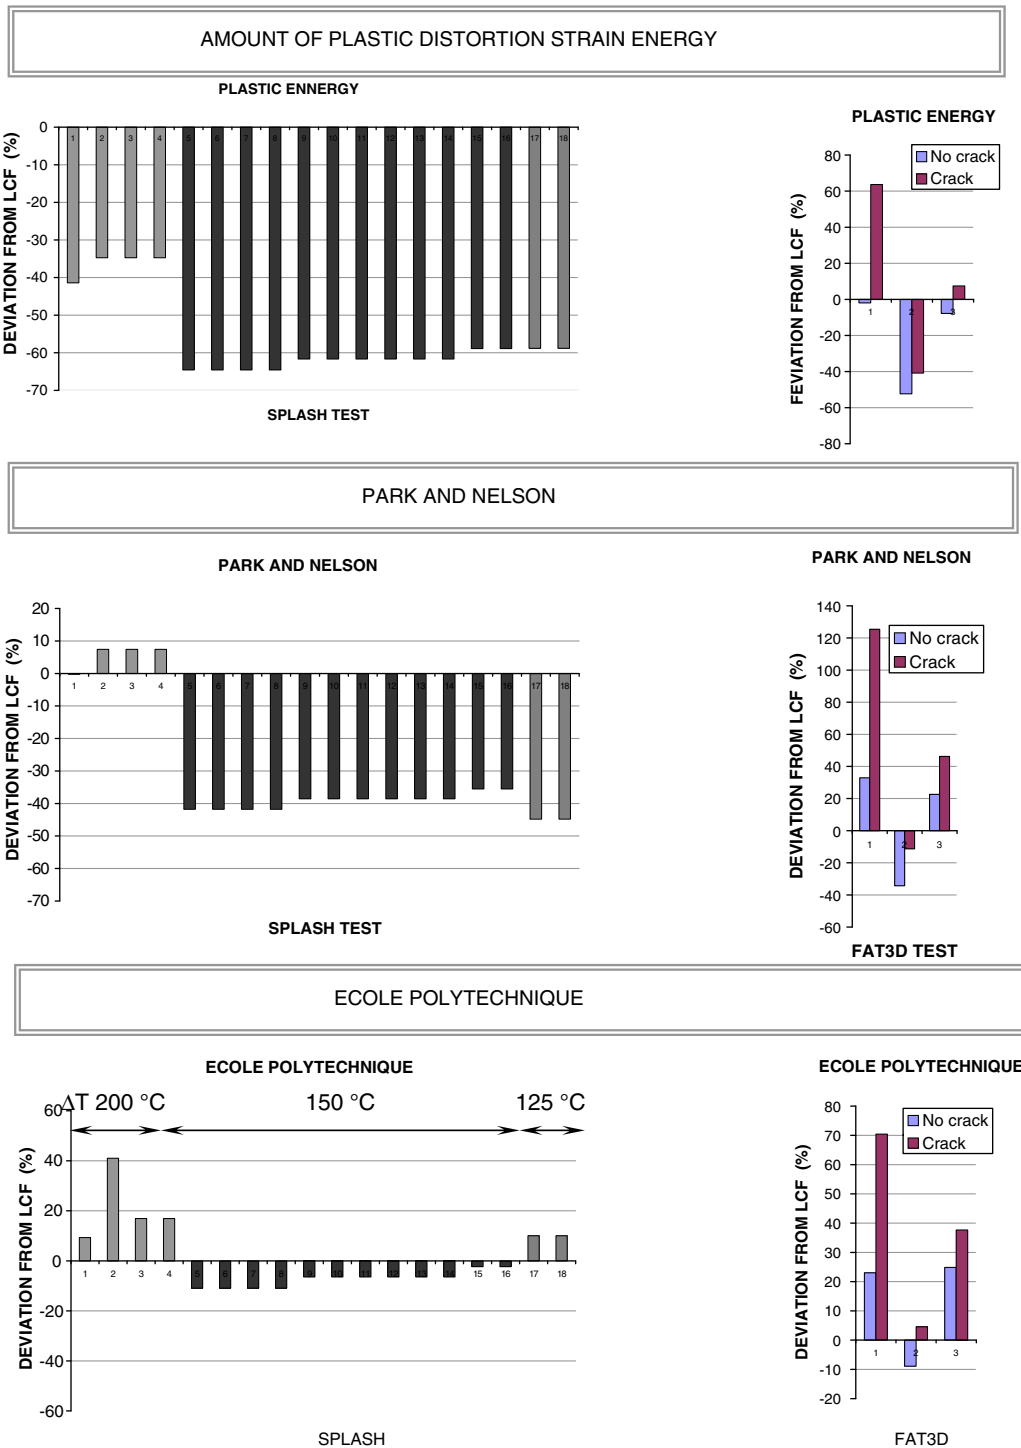 AMOUNT OF PLASTIC DISTORTION STRAIN ENERGY
PLASTIC ENNERGY
DEVIATION FROM LCF (%)
0
-10
-20
-30
-40
-50
-60
-70
1 2 3 4 5 6 7 8 9 10 11 12 13 14 15 16 17 18
SPLASH TEST
PLASTIC ENERGY
FEVIATION FROM LCF (%)
80
60
40
20
0
-20
-40
-60
-80
No crack
Crack
1 2 3
PARK AND NELSON
PARK AND NELSON
DEVIATION FROM LCF (%)
20
10
0
-10
-20
-30
-40
-50
-60
-70
1 2 3 4 5 6 7 8 9 10 11 12 13 14 15 16 17 18
SPLASH TEST
PARK AND NELSON
DEVIATION FROM LCF (%)
140
120
100
80
60
40
20
0
-20
-40
-60
No crack
Crack
1 2 3
FAT3D TEST
ECOLE POLYTECHNIQUE
ECOLE POLYTECHNIQUE
ΔT 200 °C 150 °C 125 °C
DEVIATION FROM LCF (%)
60
40
20
0
-20
-40
-60
1 2 3 4 5 6 7 8 9 10 11 12 13 14 15 16 17 18
SPLASH
ECOLE POLYTECHNIQUE
DEVIATION FROM LCF (%)
80
70
60
50
40
30
20
10
0
-10
-20
No crack
Crack
1 2 3
FAT3D